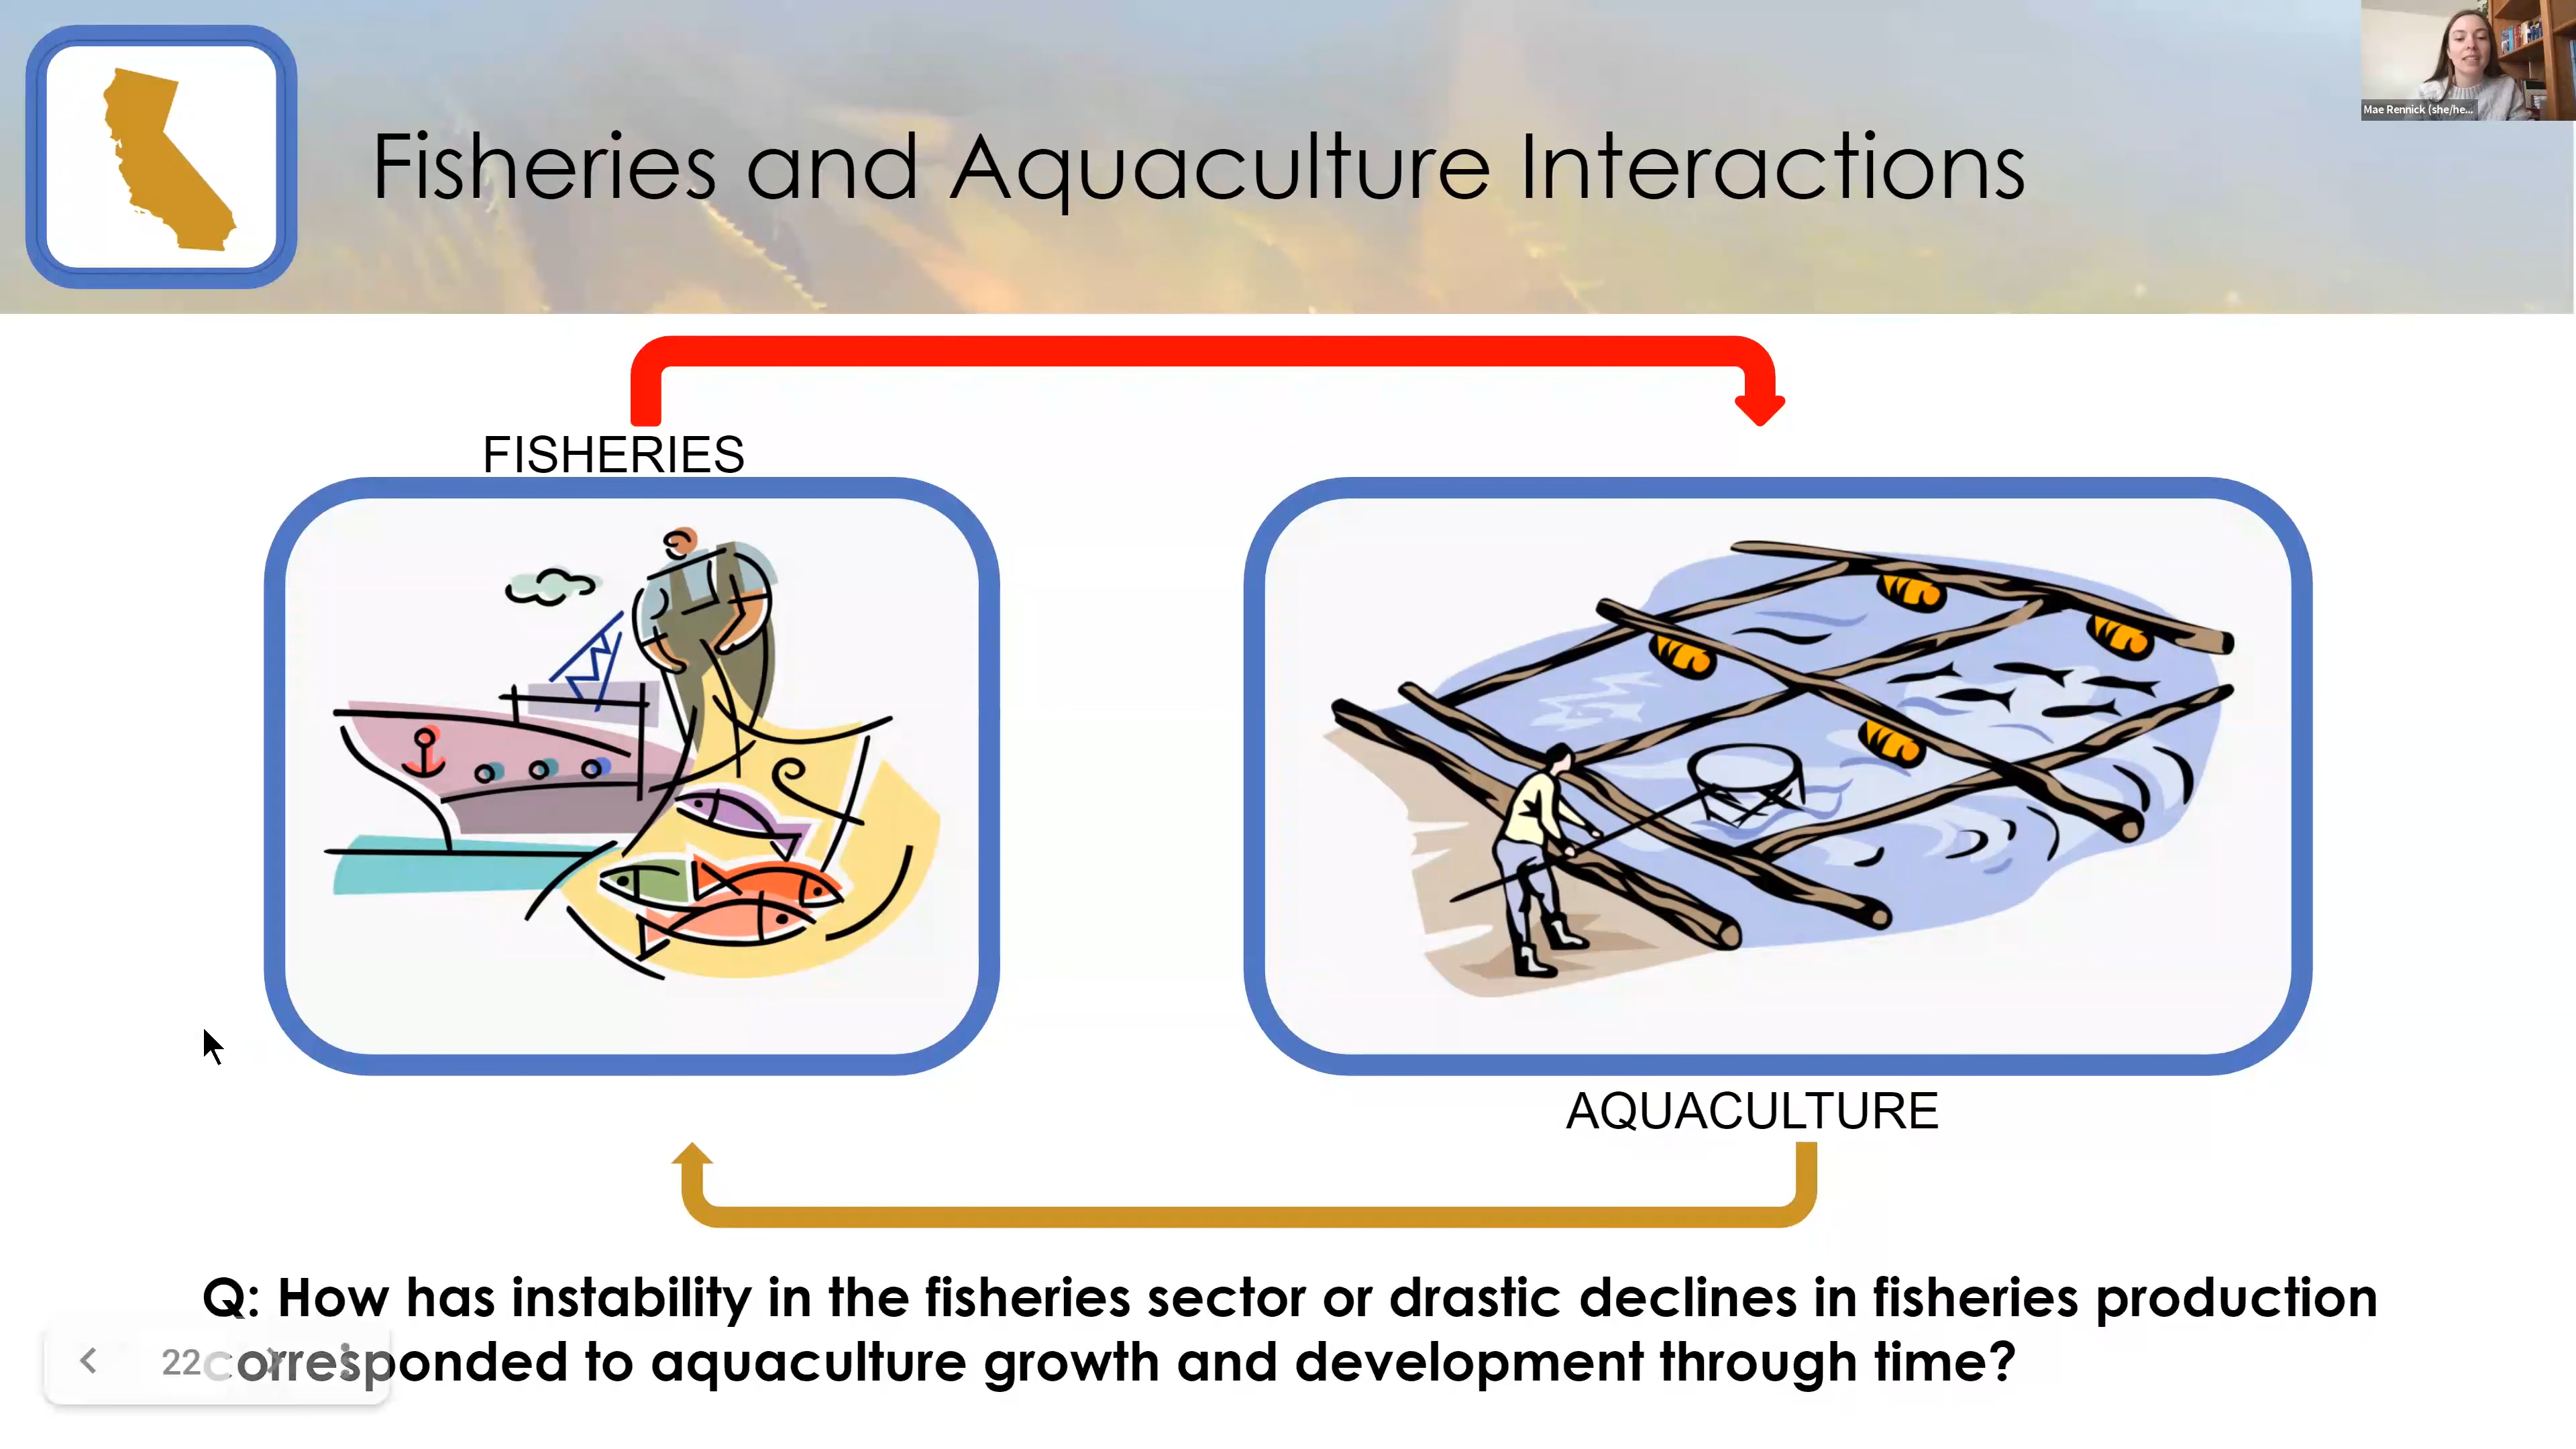 Mae Rennick (she/he...
Fisheries and Aquaculture Interactions
FISHERIES
AQUACULTURE
Q: How has instability in the fisheries sector or drastic declines in fisheries production
corresponded to aquaculture growth and development through time?
22